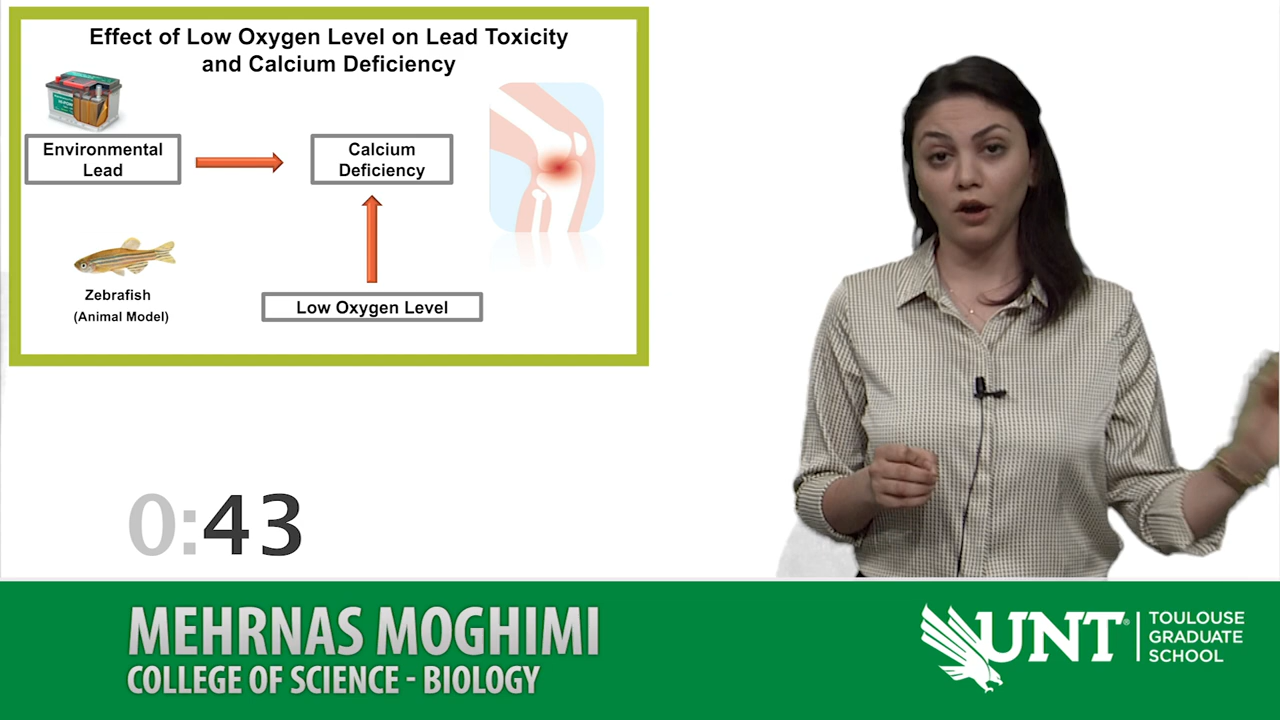 Effect of Low Oxygen Level on Lead Toxicity
and Calcium Deficiency
Environmental
Lead
Calcium
Deficiency
Zebrafish
(Animal Model)
Low Oxygen Level
0:43
MEHRNAS MOGHIMI
COLLEGE OF SCIENCE - BIOLOGY
UNT®
TOULOUSE
GRADUATE
SCHOOL